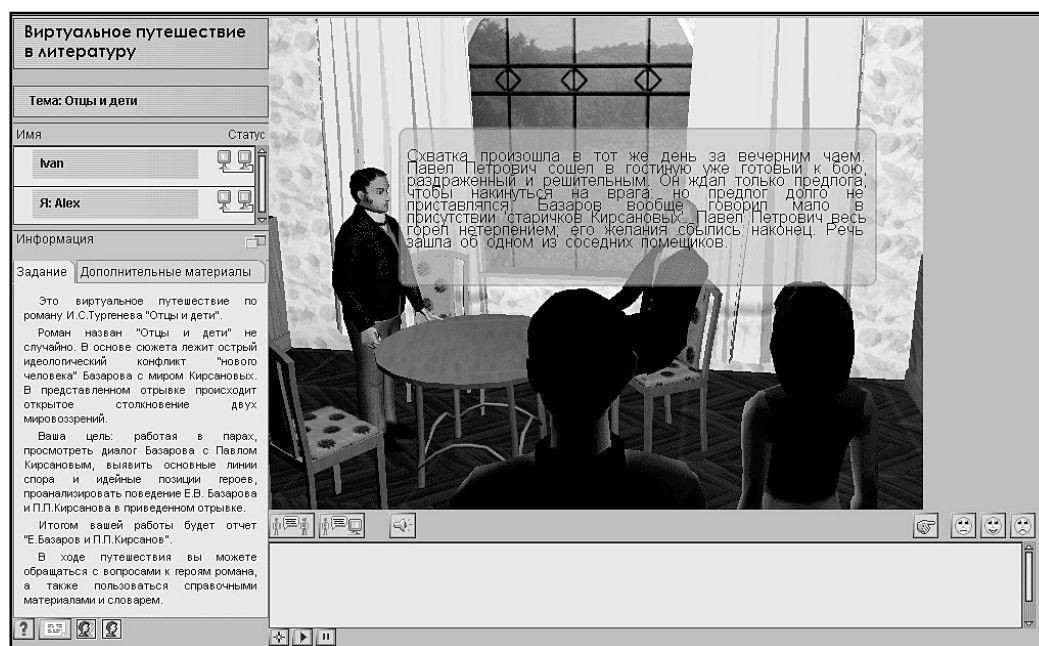 Виртуальное путешествие
в литературу
Тема: Отцы и дети
Имя Статус
Ivan
Я: Alex
Информация
Задание Дополнительные материалы
Это виртуальное путешествие по
роману И.С.Тургенева "Отцы и дети".
Роман назван "Отцы и дети" не
случайно. В основе сюжета лежит острый
идеологический конфликт "нового
человека" Базарова с миром Кирсановых.
В представленном отрывке происходит
открытое столкновение двух
мировоззрений.
Ваша цель: работая в парах,
просмотреть диалог Базарова с Павлом
Кирсановым, выявить основные линии
спора и идейные позиции героев,
проанализировать поведение Е.В. Базарова
и П.П.Кирсанова в приведенном отрывке.
Итогом вашей работы будет отчет
"Е.Базаров и П.П.Кирсанов".
В ходе путешествия вы можете
обращаться с вопросами к героям романа,
а также пользоваться справочными
материалами и словарем.
Схватка произошла в тот же день за вечерним чаем.
Павел Петрович сошел в гостиную уже готовый к бою,
раздраженный и решительным. Он ждал только предлога,
чтобы накинуться на врага, но предлог долго не
приставлялся. Базаров вообще говорил мало в
присутствии "старичков Кирсановых. Павел Петрович весь
горел нетерпением; его желания сбылись наконец. Речь
зашла об одном из соседних помещиков.